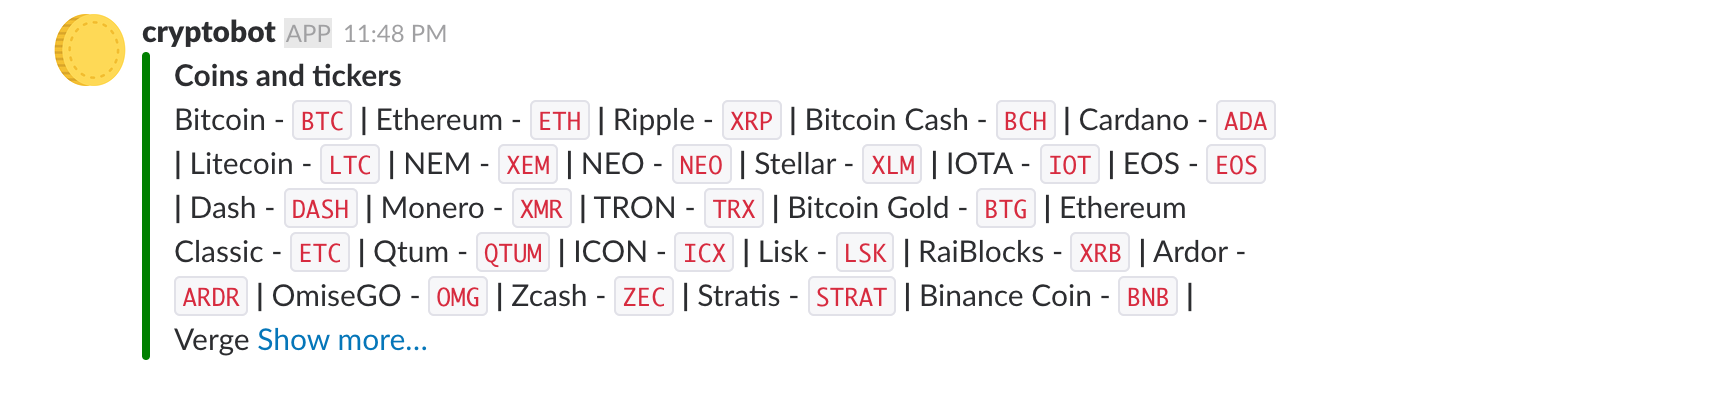 cryptobot APP 11:48 PM
Coins and tickers
Bitcoin - BTC | Ethereum - ETH | Ripple - XRP | Bitcoin Cash - BCH | Cardano - ADA
| Litecoin - LTC | NEM - XEM | NEO - NEO | Stellar - XLM | IOTA - IOT | EOS - EOS
| Dash - DASH | Monero - XMR | TRON - TRX | Bitcoin Gold - BTG | Ethereum
Classic - ETC | Qtum - QTUM | ICON - ICX | Lisk - LSK | RaiBlocks - XRB | Ardor -
ARDR | OmiseGO - OMG | Zcash - ZEC | Stratis - STRAT | Binance Coin - BNB |
Verge Show more...